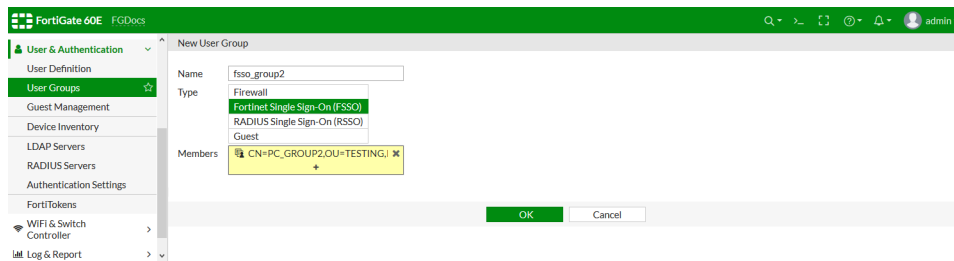 FortiGate 60E FGDocs
>_ admin
User & Authentication
User Definition
User Groups
Guest Management
Device Inventory
LDAP Servers
RADIUS Servers
Authentication Settings
FortiTokens
WiFi & Switch
Controller
Log & Report
New User Group
Name fsso_group2
Type Firewall
Fortinet Single Sign-On (FSSO)
RADIUS Single Sign-On (RSSO)
Guest
Members CN=PC_GROUP2,OU=TESTING,
+
OK Cancel